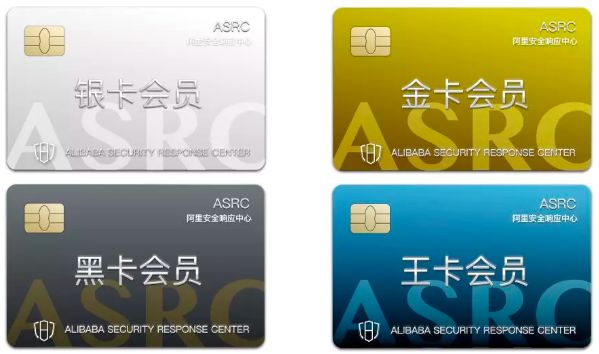 ASRC
阿里安全响应中心
银卡会员
ASRC
ALIBABA SECURITY RESPONSE CENTER
ASRC
阿里安全响应中心
金卡会员
ASRC
ALIBABA SECURITY RESPONSE CENTER
ASRC
阿里安全响应中心
黑卡会员
ASRC
ALIBABA SECURITY RESPONSE CENTER
ASRC
阿里安全响应中心
王卡会员
ASRC
ALIBABA SECURITY RESPONSE CENTER